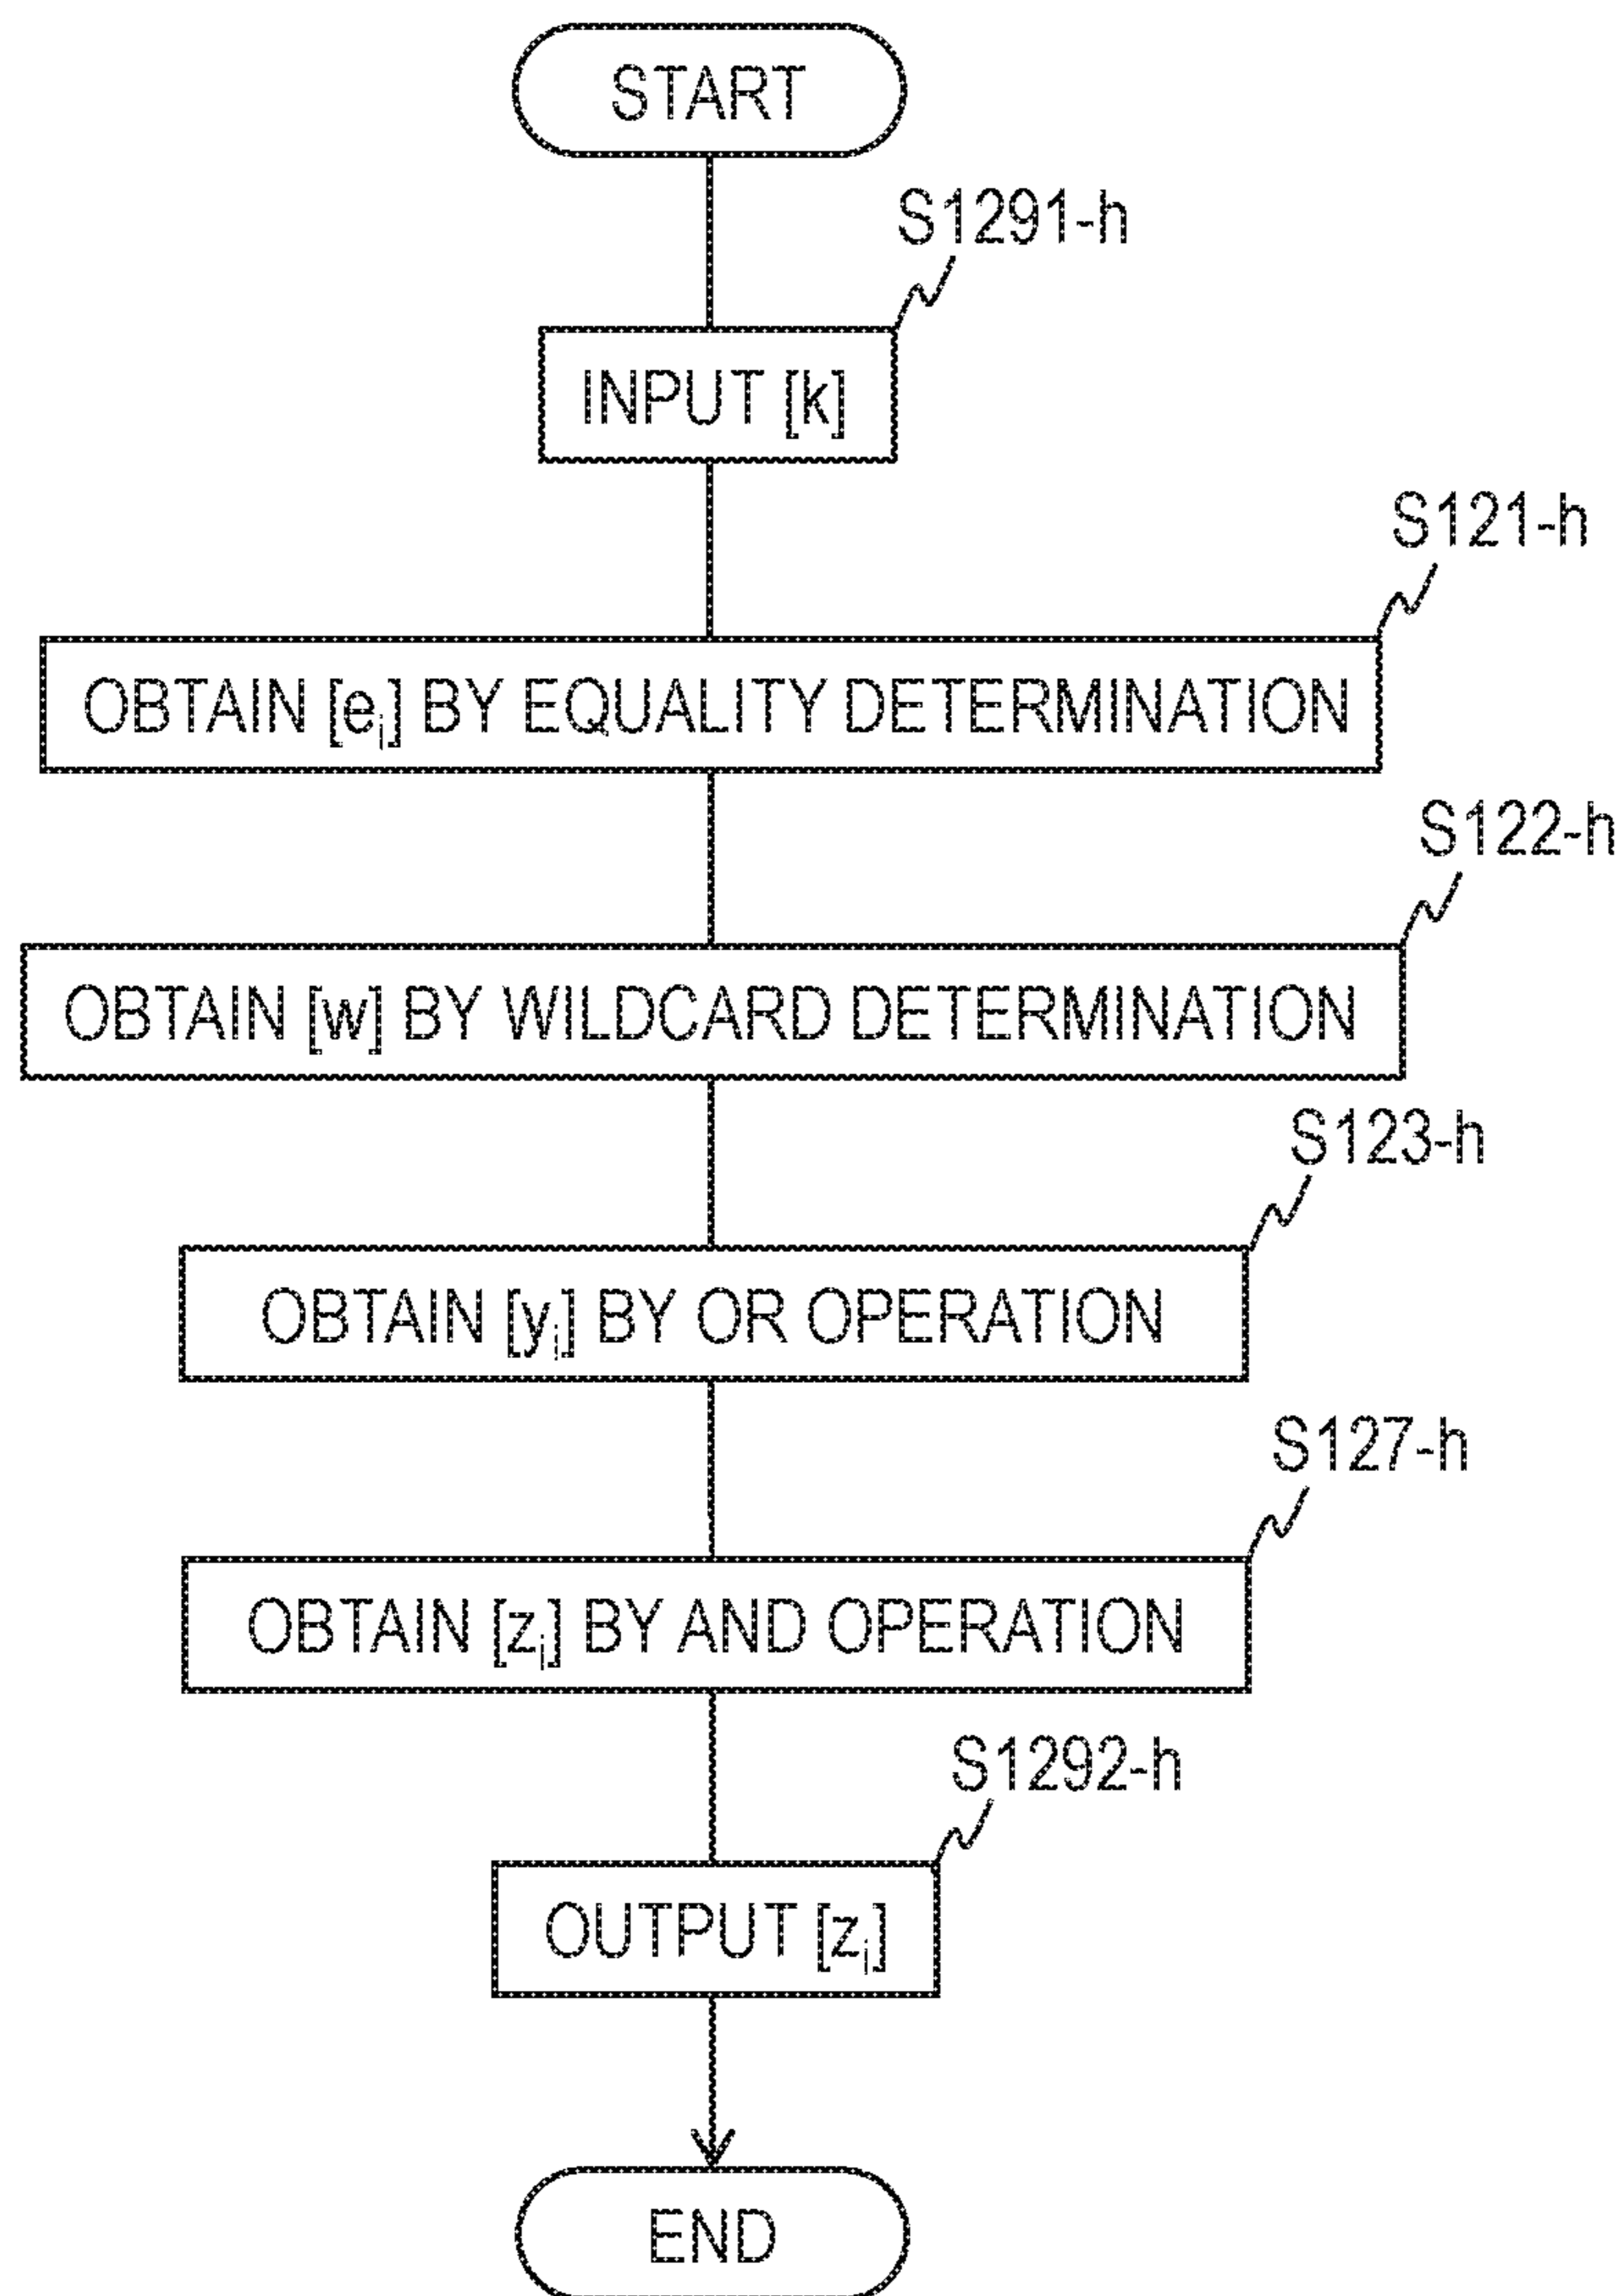 START
S1291-h
INPUT [k]
S121-h
OBTAIN [eᵢ] BY EQUALITY DETERMINATION
S122-h
OBTAIN [w] BY WILDCARD DETERMINATION
S123-h
OBTAIN [yᵢ] BY OR OPERATION
S127-h
OBTAIN [zᵢ] BY AND OPERATION
S1292-h
OUTPUT [zᵢ]
END